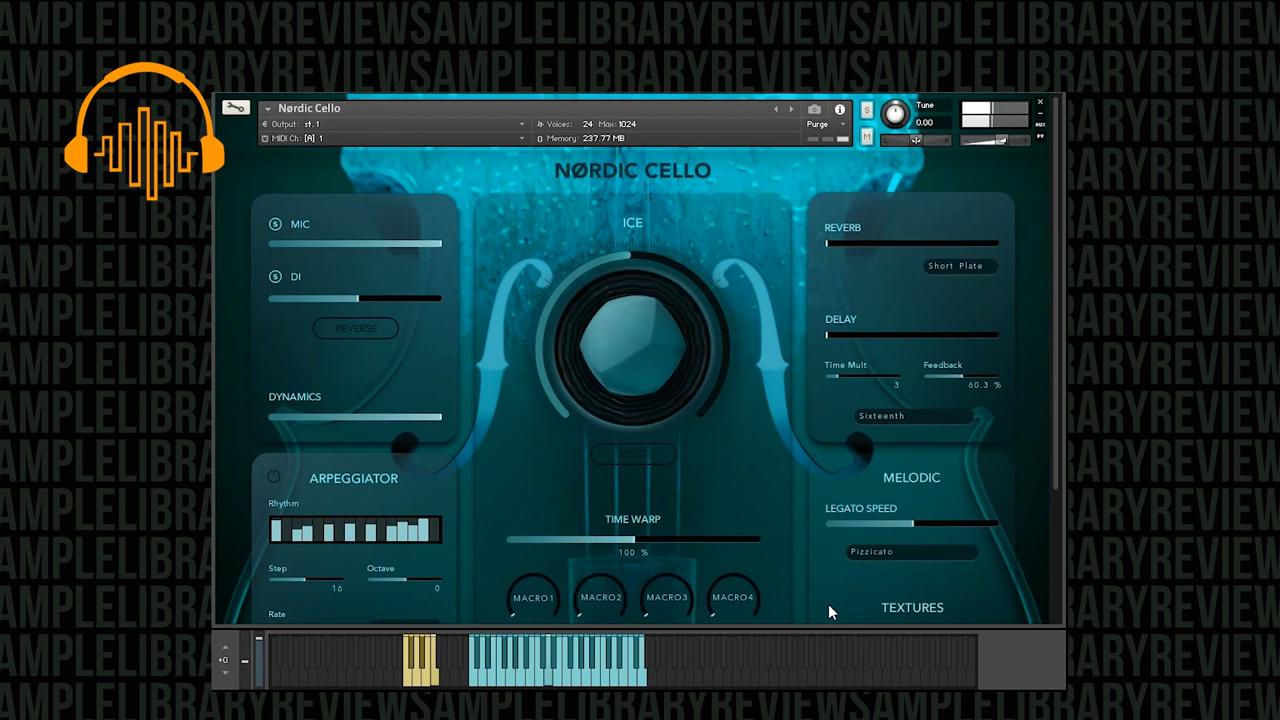 AMPLELIBRARYREVIEWSAMPLELIBRARYREVIEWSAMPLELIBRARYREVIEWS
Nørdic Cello
Output: st. 1
Voices: 24 Max: 1024
Purge
MIDI Ch: [A] 1
Memory: 237.77 MB
S
M
Tune
0.00
AUX
PV
NØRDIC CELLO
S MIC
S DI
REVERSE
DYNAMICS
ICE
TIME WARP
100 %
MACRO1
MACRO2
MACRO3
MACRO4
REVERB
Short Plate
DELAY
Time Mult
3
Feedback
60.3 %
Sixteenth
ARPEGGIATOR
Rhythm
Step
16
Octave
0
Rate
MELODIC
LEGATO SPEED
Pizzicato
TEXTURES
+0